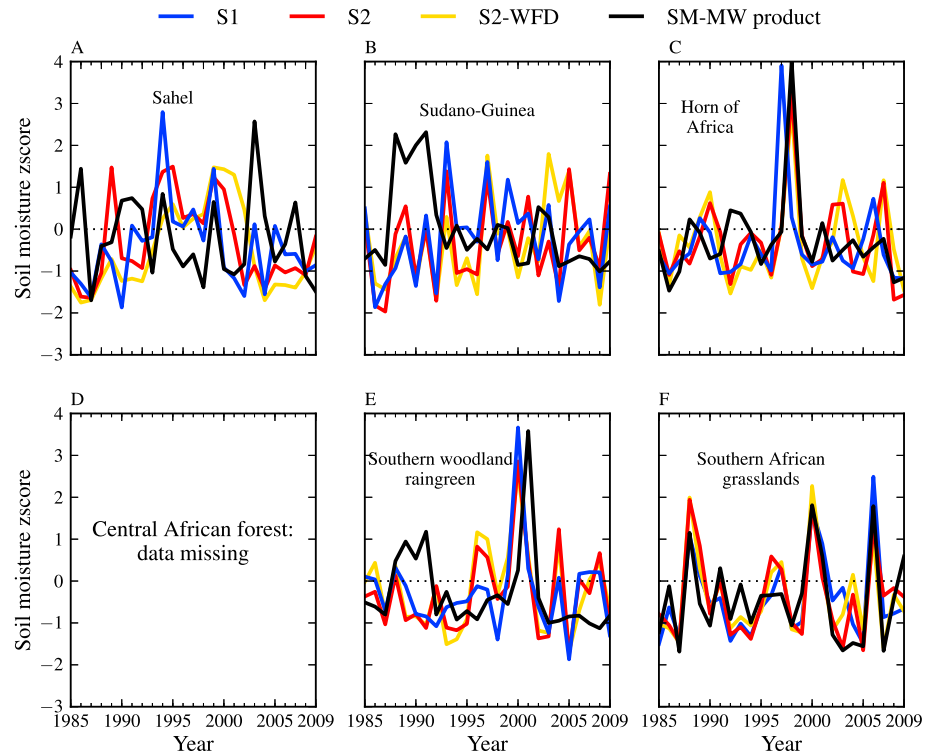 S1 S2 S2-WFD SM-MW product
A B C
4
3
2
1
0
−1
−2
−3
Soil moisture zscore
Sahel
Sudano-Guinea
Horn of
Africa
D E F
4
3
2
1
0
−1
−2
−3
Soil moisture zscore
Central African forest:
data missing
Southern woodland
raingreen
Southern African
grasslands
1985 1990 1995 2000 2005 2009 1985 1990 1995 2000 2005 2009 1985 1990 1995 2000 2005 2009
Year Year Year